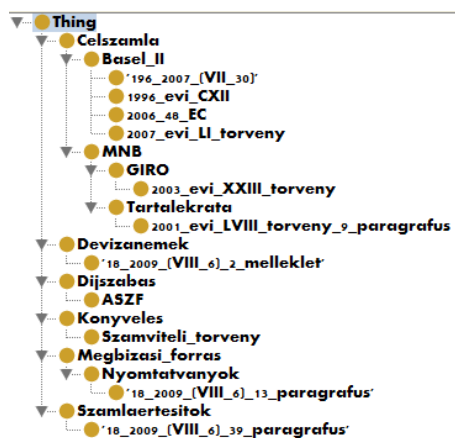 Thing
Celszamla
Basel_II
'196_2007_(VII_30)'
1996_evi_CXII
2006_48_EC
2007_evi_LI_torveny
MNB
GIRO
2003_evi_XXIII_torveny
Tartalekrata
2001_evi_LVIII_torveny_9_paragrafus
Devizanemek
'18_2009_(VIII_6)_2_melleklet'
Dijszabas
ASZF
Konyveles
Szamviteli_torveny
Megbizasi_forras
Nyomtatvanyok
'18_2009_(VIII_6)_13_paragrafus'
Szamlaertesitok
'18_2009_(VIII_6)_39_paragrafus'